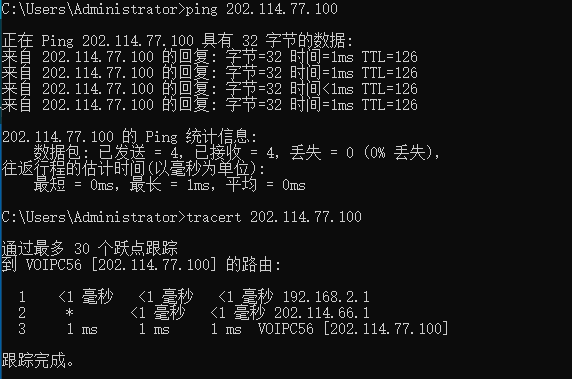 C:\Users\Administrator>ping 202.114.77.100
正在 Ping 202.114.77.100 具有 32 字节的数据:
来自 202.114.77.100 的回复: 字节=32 时间=1ms TTL=126
来自 202.114.77.100 的回复: 字节=32 时间=1ms TTL=126
来自 202.114.77.100 的回复: 字节=32 时间<1ms TTL=126
来自 202.114.77.100 的回复: 字节=32 时间=1ms TTL=126
202.114.77.100 的 Ping 统计信息:
数据包: 已发送 = 4, 已接收 = 4, 丢失 = 0 (0% 丢失),
往返行程的估计时间(以毫秒为单位):
最短 = 0ms, 最长 = 1ms, 平均 = 0ms
C:\Users\Administrator>tracert 202.114.77.100
通过最多 30 个跃点跟踪
到 VOIPC56 [202.114.77.100] 的路由:
1 <1 毫秒 <1 毫秒 <1 毫秒 192.168.2.1
2 * <1 毫秒 <1 毫秒 202.114.66.1
3 1 ms 1 ms 1 ms VOIPC56 [202.114.77.100]
跟踪完成。